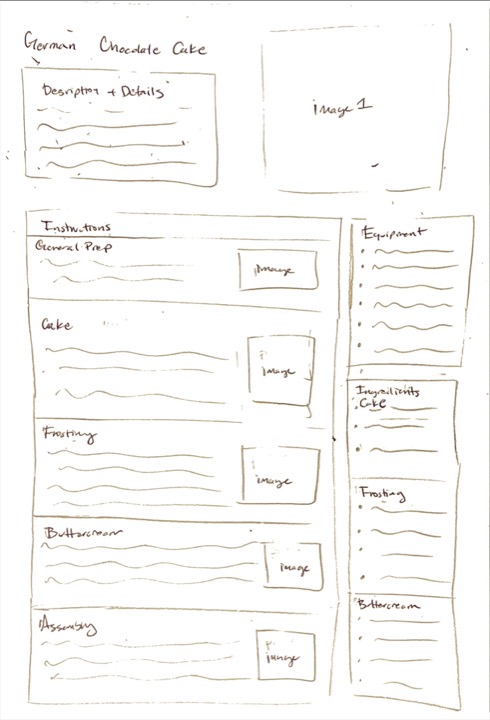 German Chocolate Cake
Desription + Details
image 1
Instructions
General Prep
image
Cake
image
Frosting
image
Buttercream
image
Assembly
image
Equipment
Ingredients
Cake
Frosting
Buttercream